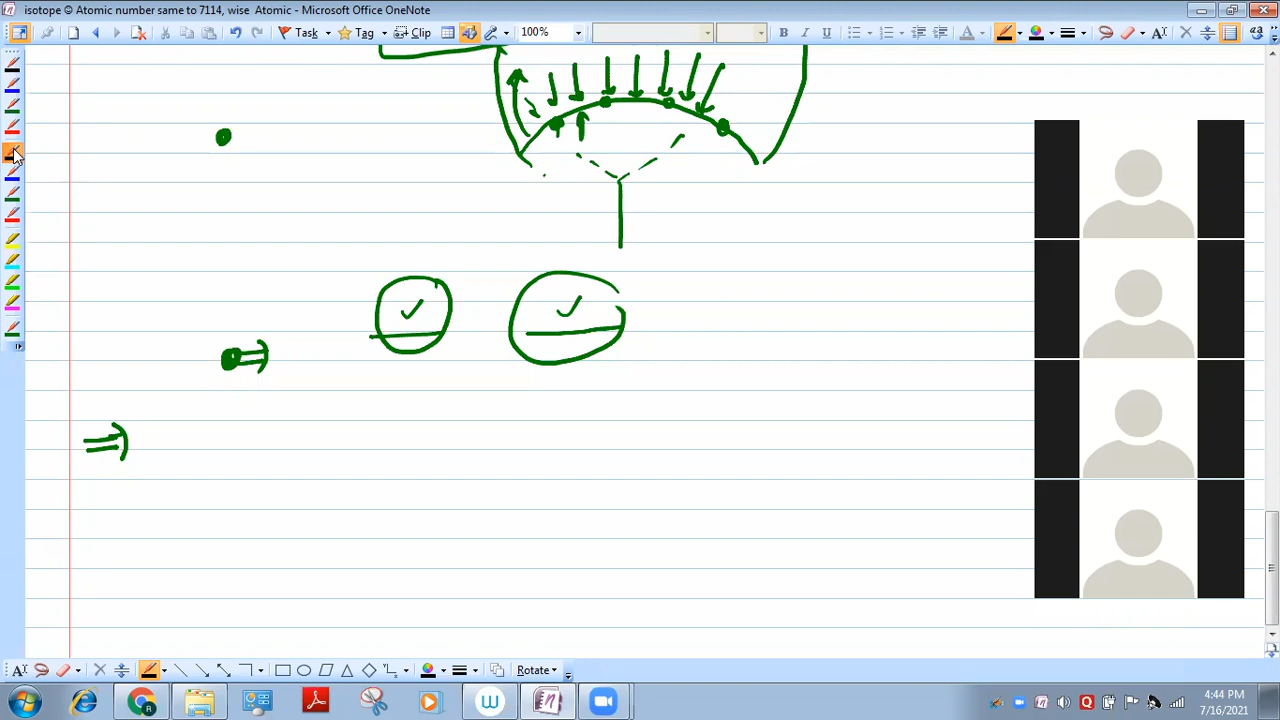 isotope © Atomic number same to 7114, wise Atomic - Microsoft Office OneNote
Task Tag Clip 100% B I U A
Rotate
4:44 PM
7/16/2021